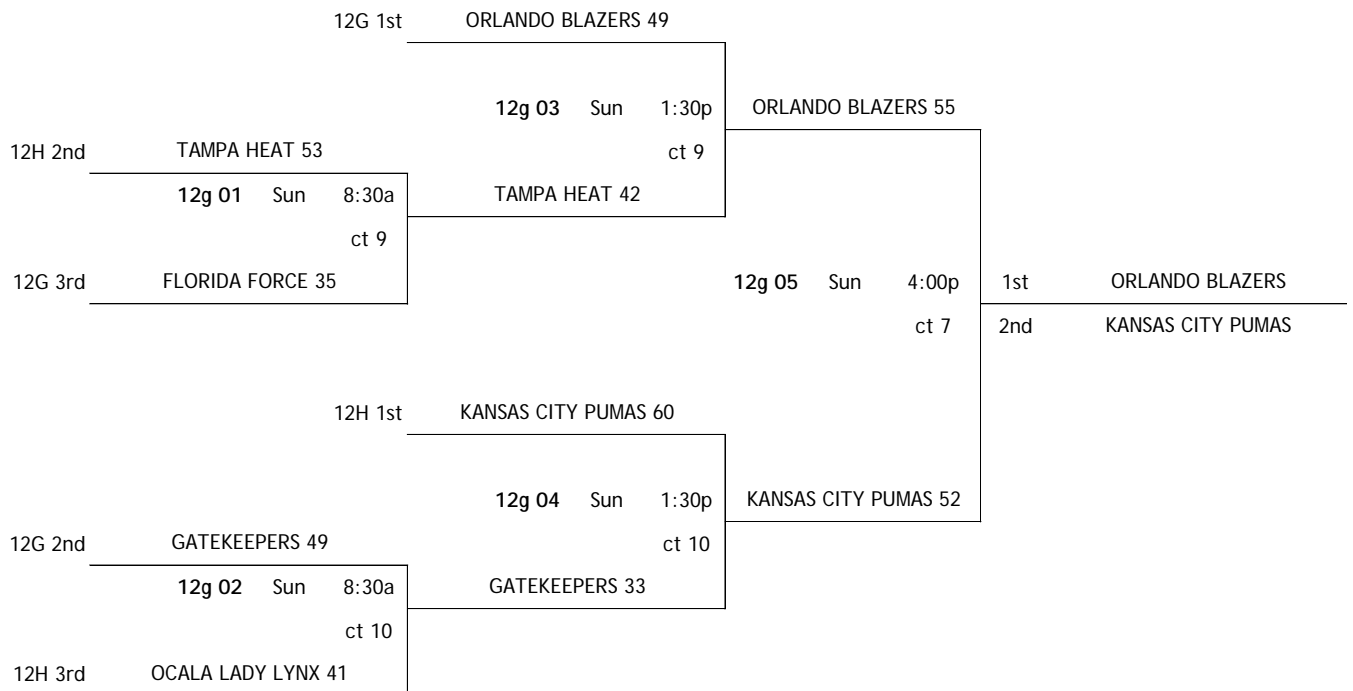 12G 1st ORLANDO BLAZERS 49
12g 03 Sun 1:30p ORLANDO BLAZERS 55
12H 2nd TAMPA HEAT 53 ct 9
12g 01 Sun 8:30a TAMPA HEAT 42
ct 9
12G 3rd FLORIDA FORCE 35 12g 05 Sun 4:00p 1st ORLANDO BLAZERS
ct 7 2nd KANSAS CITY PUMAS
12H 1st KANSAS CITY PUMAS 60
12g 04 Sun 1:30p KANSAS CITY PUMAS 52
12G 2nd GATEKEEPERS 49 ct 10
12g 02 Sun 8:30a GATEKEEPERS 33
ct 10
12H 3rd OCALA LADY LYNX 41